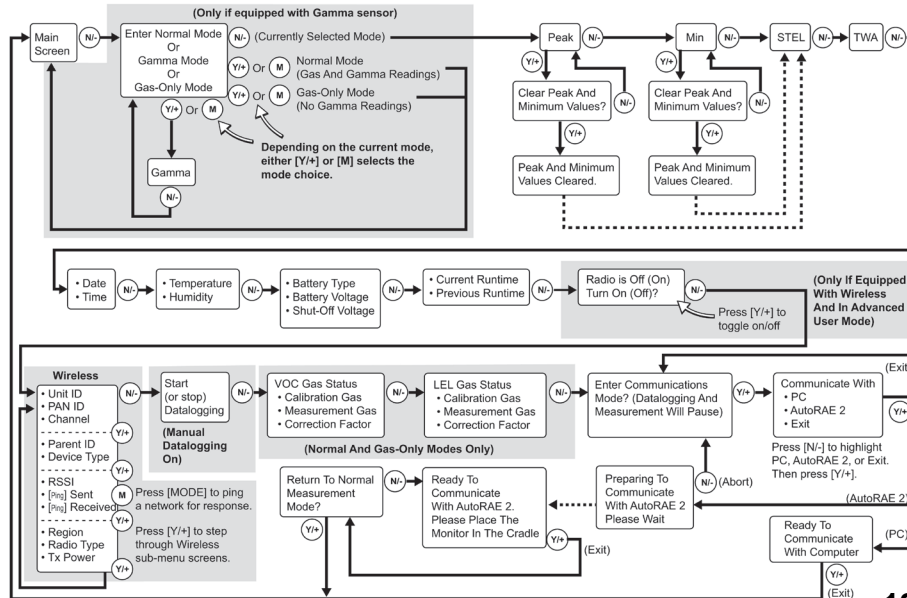 (Only if equipped with Gamma sensor)
Main
Screen
N/-
Enter Normal Mode
Or
Gamma Mode
Or
Gas-Only Mode
N/-
(Currently Selected Mode)
Y/+ Or M
Normal Mode
(Gas And Gamma Readings)
Y/+ Or M
Gas-Only Mode
(No Gamma Readings)
Y/+ Or M
Depending on the current mode,
either [Y/+] or [M] selects the
mode choice.
Gamma
N/-
Peak
N/-
Y/+
Clear Peak And
Minimum Values?
N/-
Y/+
Peak And Minimum
Values Cleared.
Min
N/-
Y/+
Clear Peak And
Minimum Values?
N/-
Y/+
Peak And Minimum
Values Cleared.
STEL
N/-
TWA
N/-
• Date
• Time
N/-
• Temperature
• Humidity
N/-
• Battery Type
• Battery Voltage
• Shut-Off Voltage
N/-
• Current Runtime
• Previous Runtime
N/-
Radio is Off (On)
Turn On (Off)?
N/-
Press [Y/+] to
toggle on/off
(Only If Equipped
With Wireless
And In Advanced
User Mode)
Wireless
• Unit ID
• PAN ID
• Channel
N/-
Y/+
• Parent ID
• Device Type
Y/+
• RSSI
• [Ping] Sent
• [Ping] Received
M
Press [MODE] to ping
a network for response.
Y/+
• Region
• Radio Type
• Tx Power
Y/+
Press [Y/+] to step
through Wireless
sub-menu screens.
Start
(or stop)
Datalogging
N/-
(Manual
Datalogging
On)
VOC Gas Status
• Calibration Gas
• Measurement Gas
• Correction Factor
N/-
LEL Gas Status
• Calibration Gas
• Measurement Gas
• Correction Factor
N/-
(Normal And Gas-Only Modes Only)
Enter Communications
Mode? (Datalogging And
Measurement Will Pause)
Y/+
Communicate With
• PC
• AutoRAE 2
• Exit
(Exit
Y/+
Press [N/-] to highlight
PC, AutoRAE 2, or Exit.
Then press [Y/+].
Return To Normal
Measurement
Mode?
N/-
Y/+
Ready To
Communicate
With AutoRAE 2.
Please Place The
Monitor In The Cradle
Y/+
(Exit)
Preparing To
Communicate
With AutoRAE 2
Please Wait
N/- (Abort)
(AutoRAE 2)
Ready To
Communicate
With Computer
(PC)
Y/+
(Exit)